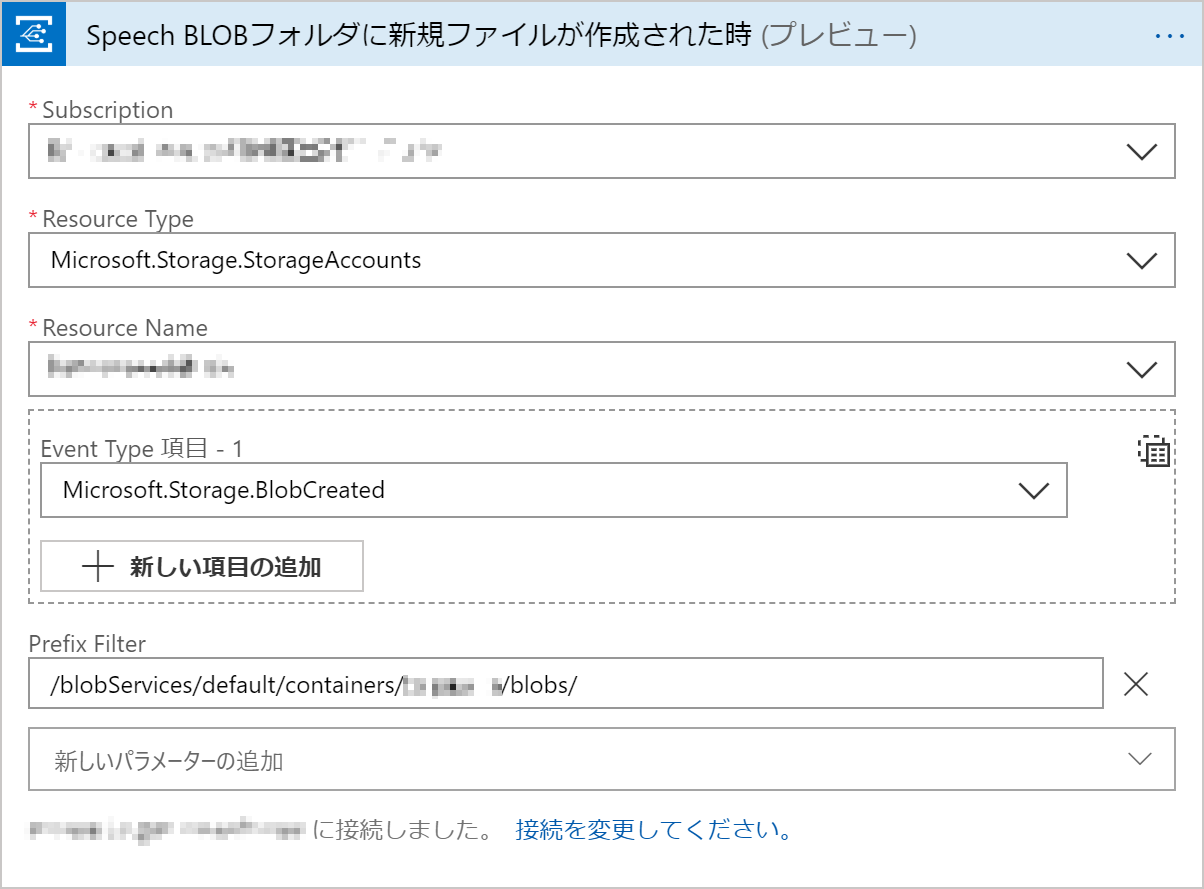 Speech BLOBフォルダに新規ファイルが作成された時 (プレビュー)
* Subscription
* Resource Type
Microsoft.Storage.StorageAccounts
* Resource Name
Event Type 項目 - 1
Microsoft.Storage.BlobCreated
新しい項目の追加
Prefix Filter
/blobServices/default/containers/ /blobs/
新しいパラメーターの追加
に接続しました。 接続を変更してください。